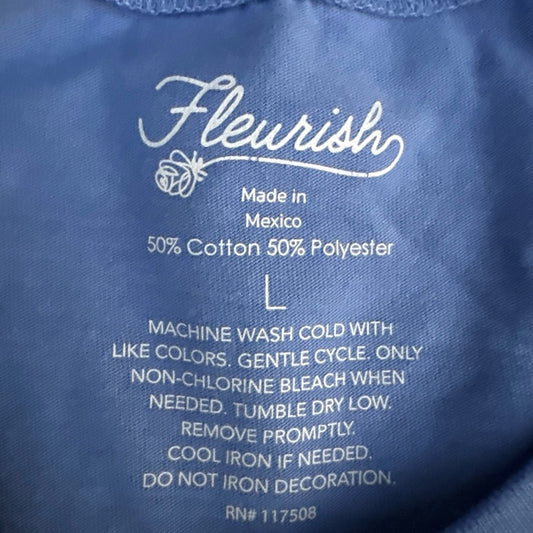 Fleurish
Made in
Mexico
50% Cotton 50% Polyester
L
MACHINE WASH COLD WITH
LIKE COLORS. GENTLE CYCLE. ONLY
NON-CHLORINE BLEACH WHEN
NEEDED. TUMBLE DRY LOW.
REMOVE PROMPTLY.
COOL IRON IF NEEDED.
DO NOT IRON DECORATION.
RN# 117508